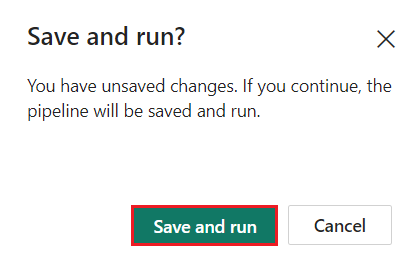 Save and run?
You have unsaved changes. If you continue, the
pipeline will be saved and run.
Save and run
Cancel